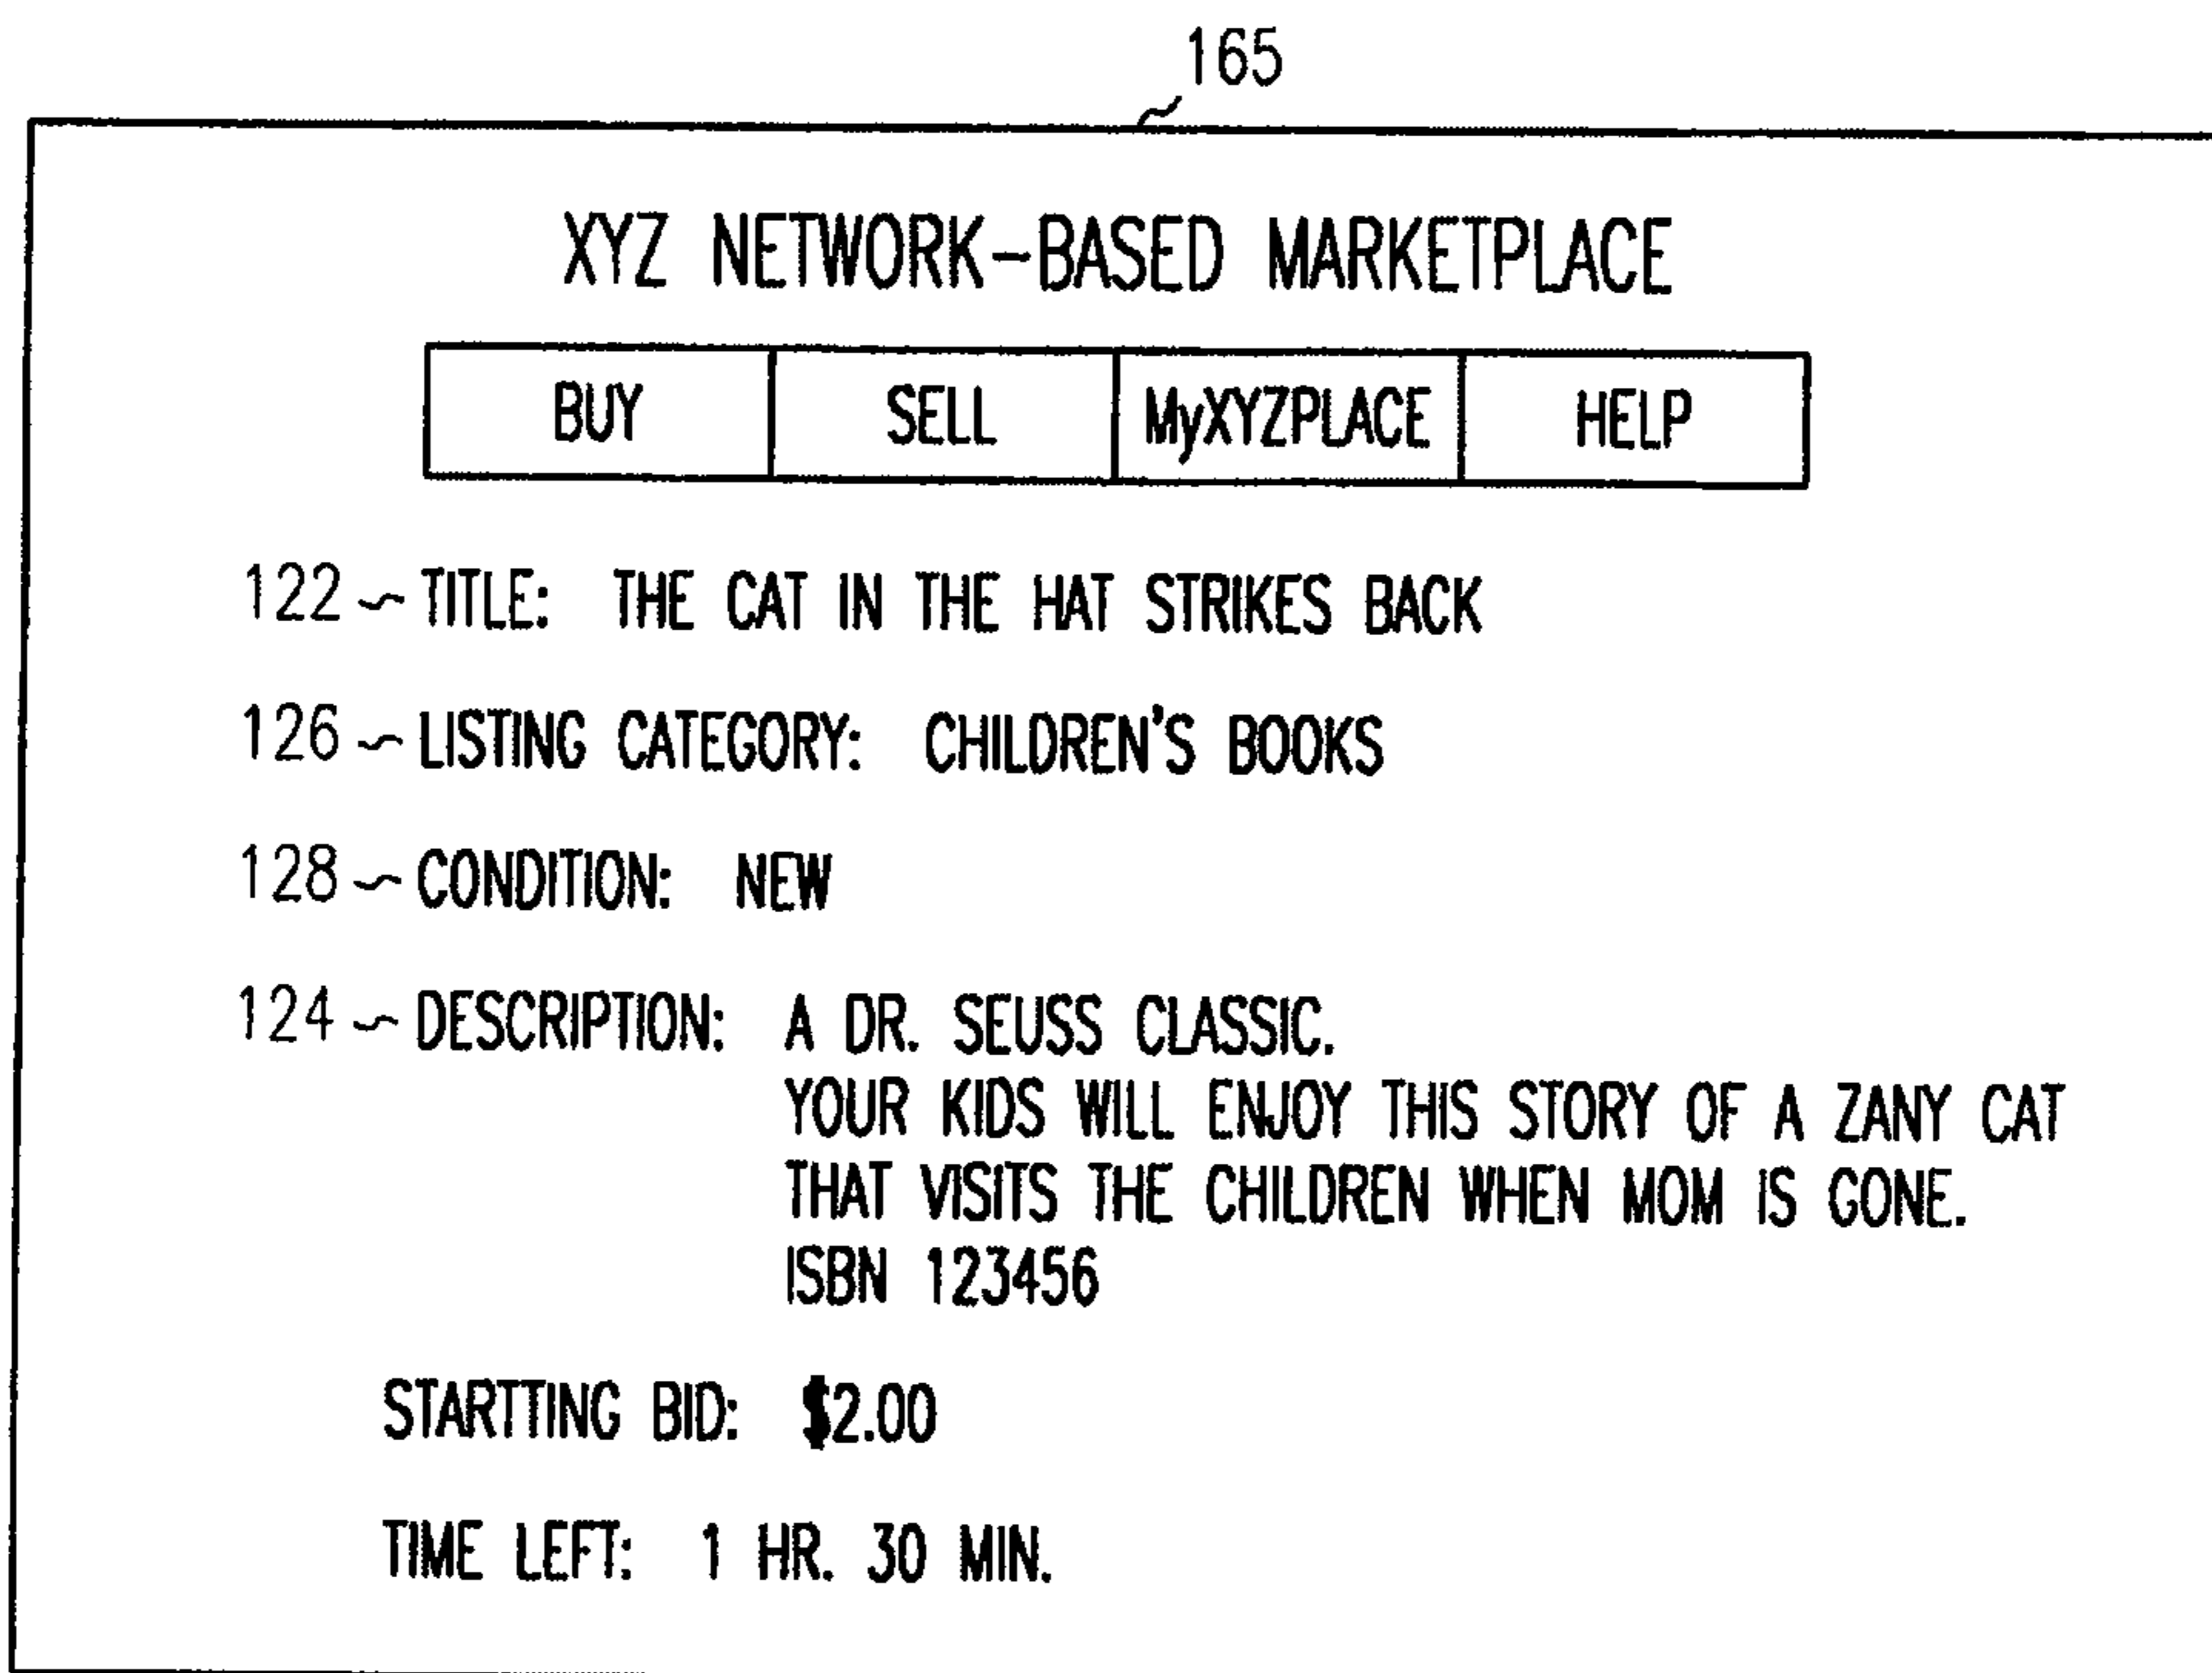 165
XYZ NETWORK-BASED MARKETPLACE
BUY SELL MyXYZPLACE HELP
122 TITLE: THE CAT IN THE HAT STRIKES BACK
126 LISTING CATEGORY: CHILDREN'S BOOKS
128 CONDITION: NEW
124 DESCRIPTION: A DR. SEUSS CLASSIC.
YOUR KIDS WILL ENJOY THIS STORY OF A ZANY CAT
THAT VISITS THE CHILDREN WHEN MOM IS GONE.
ISBN 123456
STARTTING BID: $2.00
TIME LEFT: 1 HR. 30 MIN.